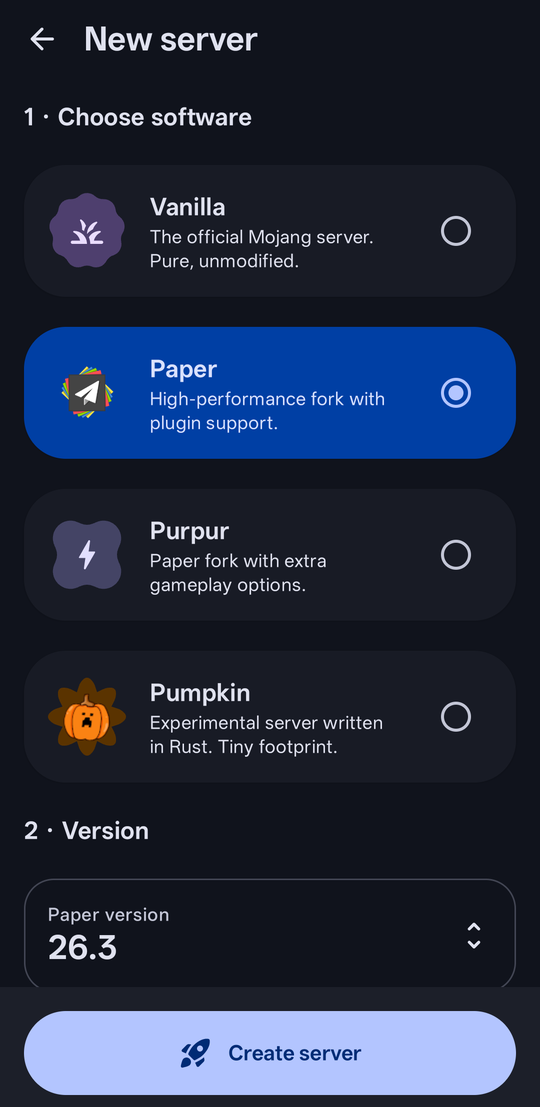 New server
1 · Choose software
Vanilla
The official Mojang server.
Pure, unmodified.
Paper
High-performance fork with
plugin support.
Purpur
Paper fork with extra
gameplay options.
Pumpkin
Experimental server written
in Rust. Tiny footprint.
2 · Version
Paper version
26.3
Create server